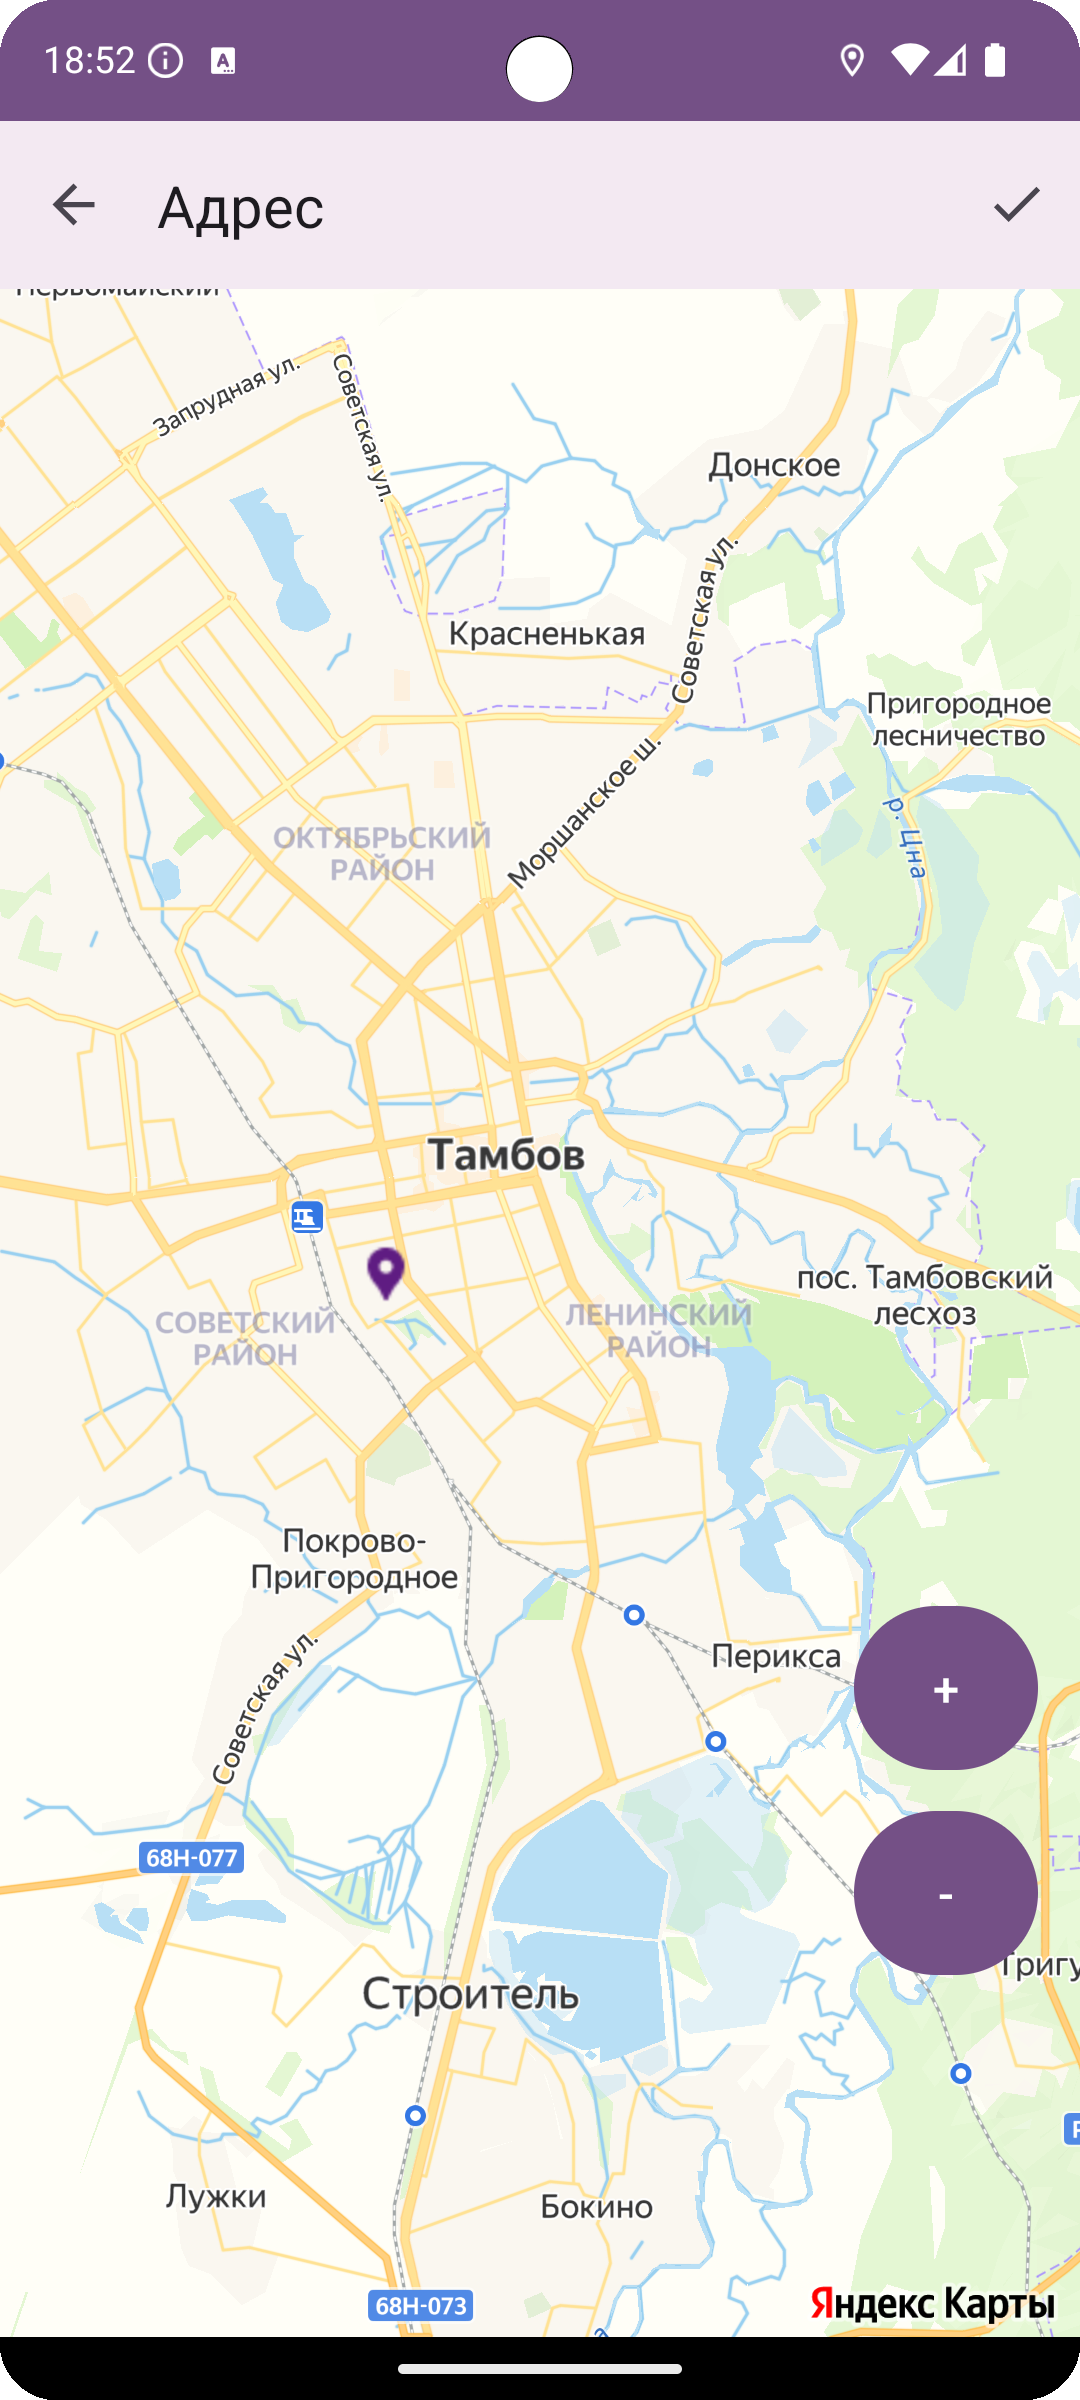 18:52
Адрес
Первомайский
Запрудная ул.
Советская ул.
Донское
Советская ул.
Красненькая
Пригородное
лесничество
Моршанское ш.
р. Цна
ОКТЯБРЬСКИЙ
РАЙОН
Тамбов
пос. Тамбовский
лесхоз
СОВЕТСКИЙ
РАЙОН
ЛЕНИНСКИЙ
РАЙОН
Покрово-
Пригородное
Советская ул.
Перикса
+
68Н-077
-
Строитель
Лужки
Бокино
68Н-073
Яндекс Карты